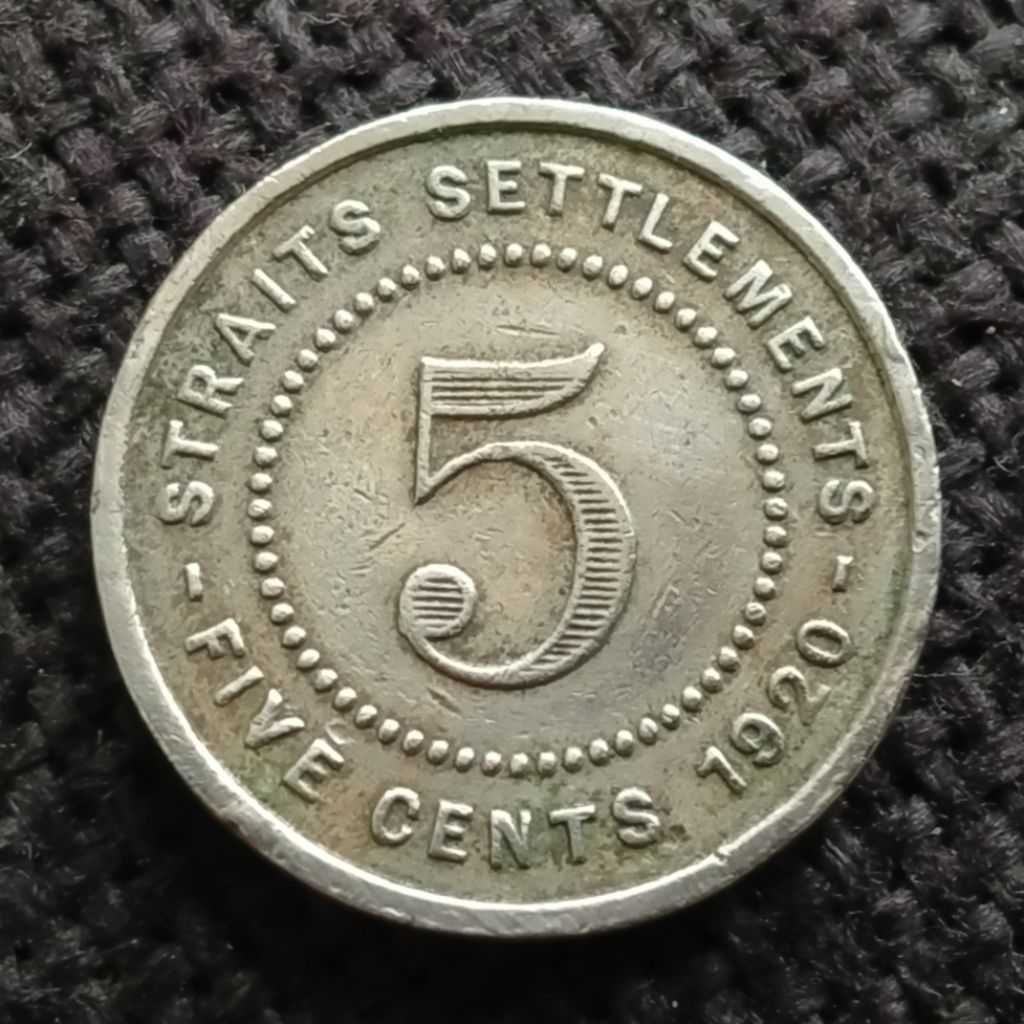 STRAITS SETTLEMENTS
5
- FIVE CENTS 1920 -